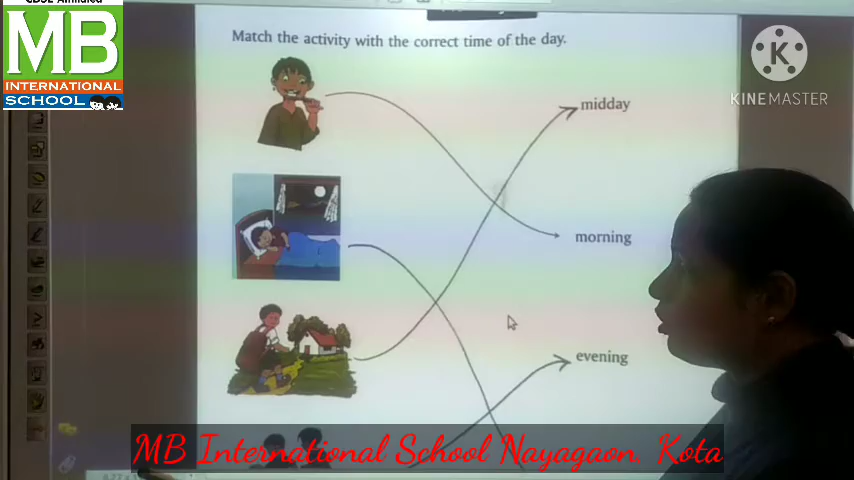 CBSE Affiliated
MB
INTERNATIONAL
SCHOOL
Match the activity with the correct time of the day.
K
KINEMASTER
midday
morning
evening
MB International School Nayagaon, Kota